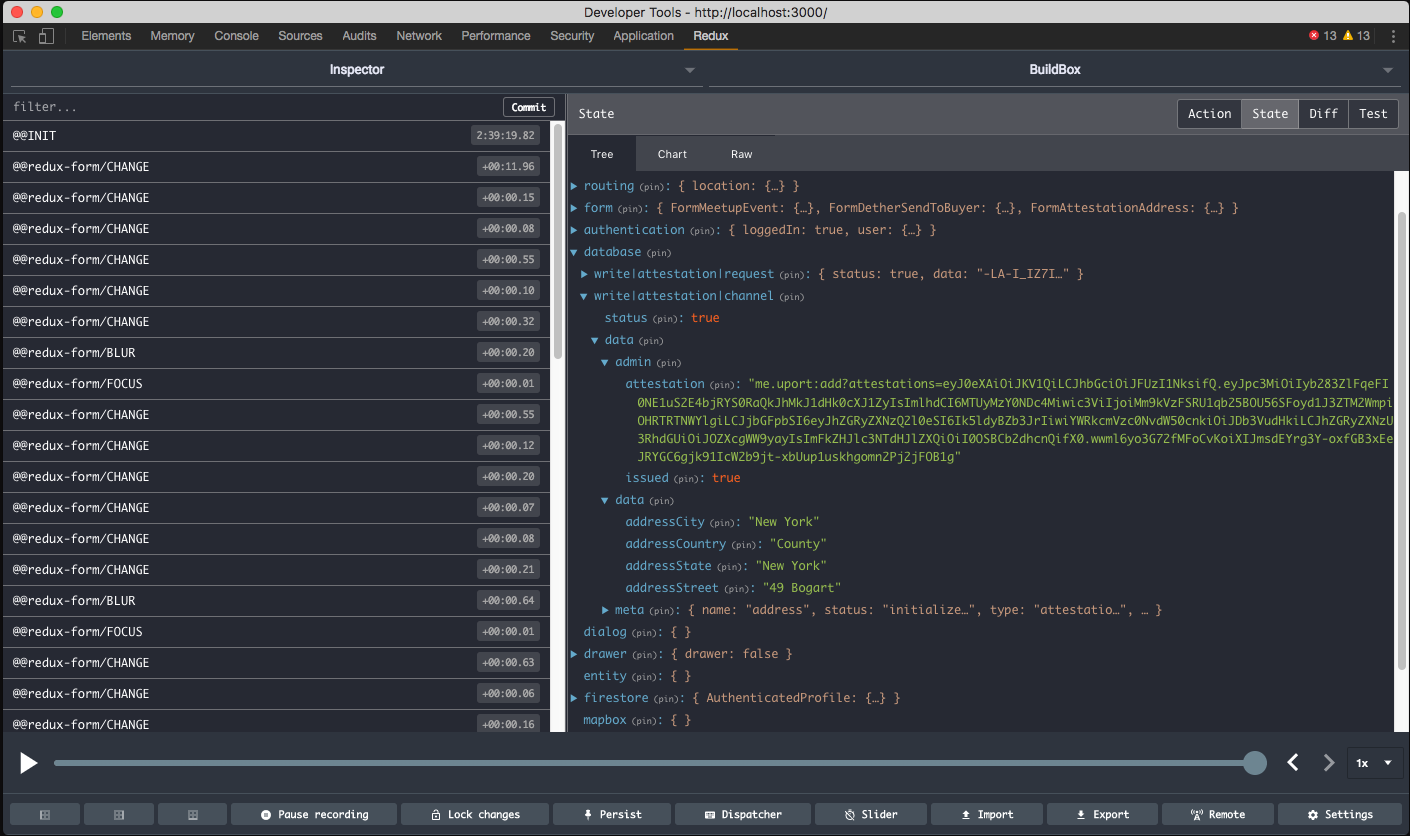 Developer Tools - http://localhost:3000/
Elements Memory Console Sources Audits Network Performance Security Application Redux 13 13
Inspector BuildBox
filter... Commit
@@INIT 2:39:19.82
@@redux-form/CHANGE +00:11.96
@@redux-form/CHANGE +00:00.15
@@redux-form/CHANGE +00:00.08
@@redux-form/CHANGE +00:00.55
@@redux-form/CHANGE +00:00.10
@@redux-form/CHANGE +00:00.32
@@redux-form/BLUR +00:00.20
@@redux-form/FOCUS +00:00.01
@@redux-form/CHANGE +00:00.55
@@redux-form/CHANGE +00:00.12
@@redux-form/CHANGE +00:00.20
@@redux-form/CHANGE +00:00.07
@@redux-form/CHANGE +00:00.08
@@redux-form/CHANGE +00:00.21
@@redux-form/BLUR +00:00.64
@@redux-form/FOCUS +00:00.01
@@redux-form/CHANGE +00:00.63
@@redux-form/CHANGE +00:00.06
@@redux-form/CHANGE +00:00.16
State Action State Diff Test
Tree Chart Raw
routing (pin): { location: {…} }
form (pin): { FormMeetupEvent: {…}, FormDetherSendToBuyer: {…}, FormAttestationAddress: {…} }
authentication (pin): { loggedIn: true, user: {…} }
database (pin)
write|attestation|request (pin): { status: true, data: "-LA-I_IZ7I…" }
write|attestation|channel (pin)
status (pin): true
data (pin)
admin (pin)
attestation (pin): "me.uport:add?attestations=eyJ0eXAiOiJKV1QiLCJhbGciOiJFUzI1NksifQ.eyJpc3MiOiIyb283ZlFqeFI
0NE1uSZE4bjRYS0RaQkJhMkJ1dHk0cXJ1ZyIsImlhdCI6MTUyMzY0NDc4Miwic3ViIjoiMm9kVzFSRU1qb25BOU56SFoyd1J3ZTM2Wmpi
OHRTRTNWYlgiLCJjbGFpbSI6eyJhZGRyZXNzQ2l0eSI6Ik5ldyBZb3JrIiwiYWRkcmVzc0NvdW50cnkiOiJDb3VudHkiLCJhZGRyZXNzU
3RhdGUiOiJOZXcgWW9yayIsImFkZHJlc3NTdHJlZXQiOiI0OSBCb2dhcnQifX0.wwml6yo3G72fMFoCvKoiXIJmsdEYrg3Y-oxfGB3xEe
JRYGC6gjk91IcW2b9jt-xbUup1uskhgomn2Pj2jFOB1g"
issued (pin): true
data (pin)
addressCity (pin): "New York"
addressCountry (pin): "County"
addressState (pin): "New York"
addressStreet (pin): "49 Bogart"
meta (pin): { name: "address", status: "initialize…", type: "attestatio…", … }
dialog (pin): { }
drawer (pin): { drawer: false }
entity (pin): { }
firestore (pin): { AuthenticatedProfile: {…} }
mapbox (pin): { }
1x
Pause recording Lock changes Persist Dispatcher Slider Import Export Remote Settings